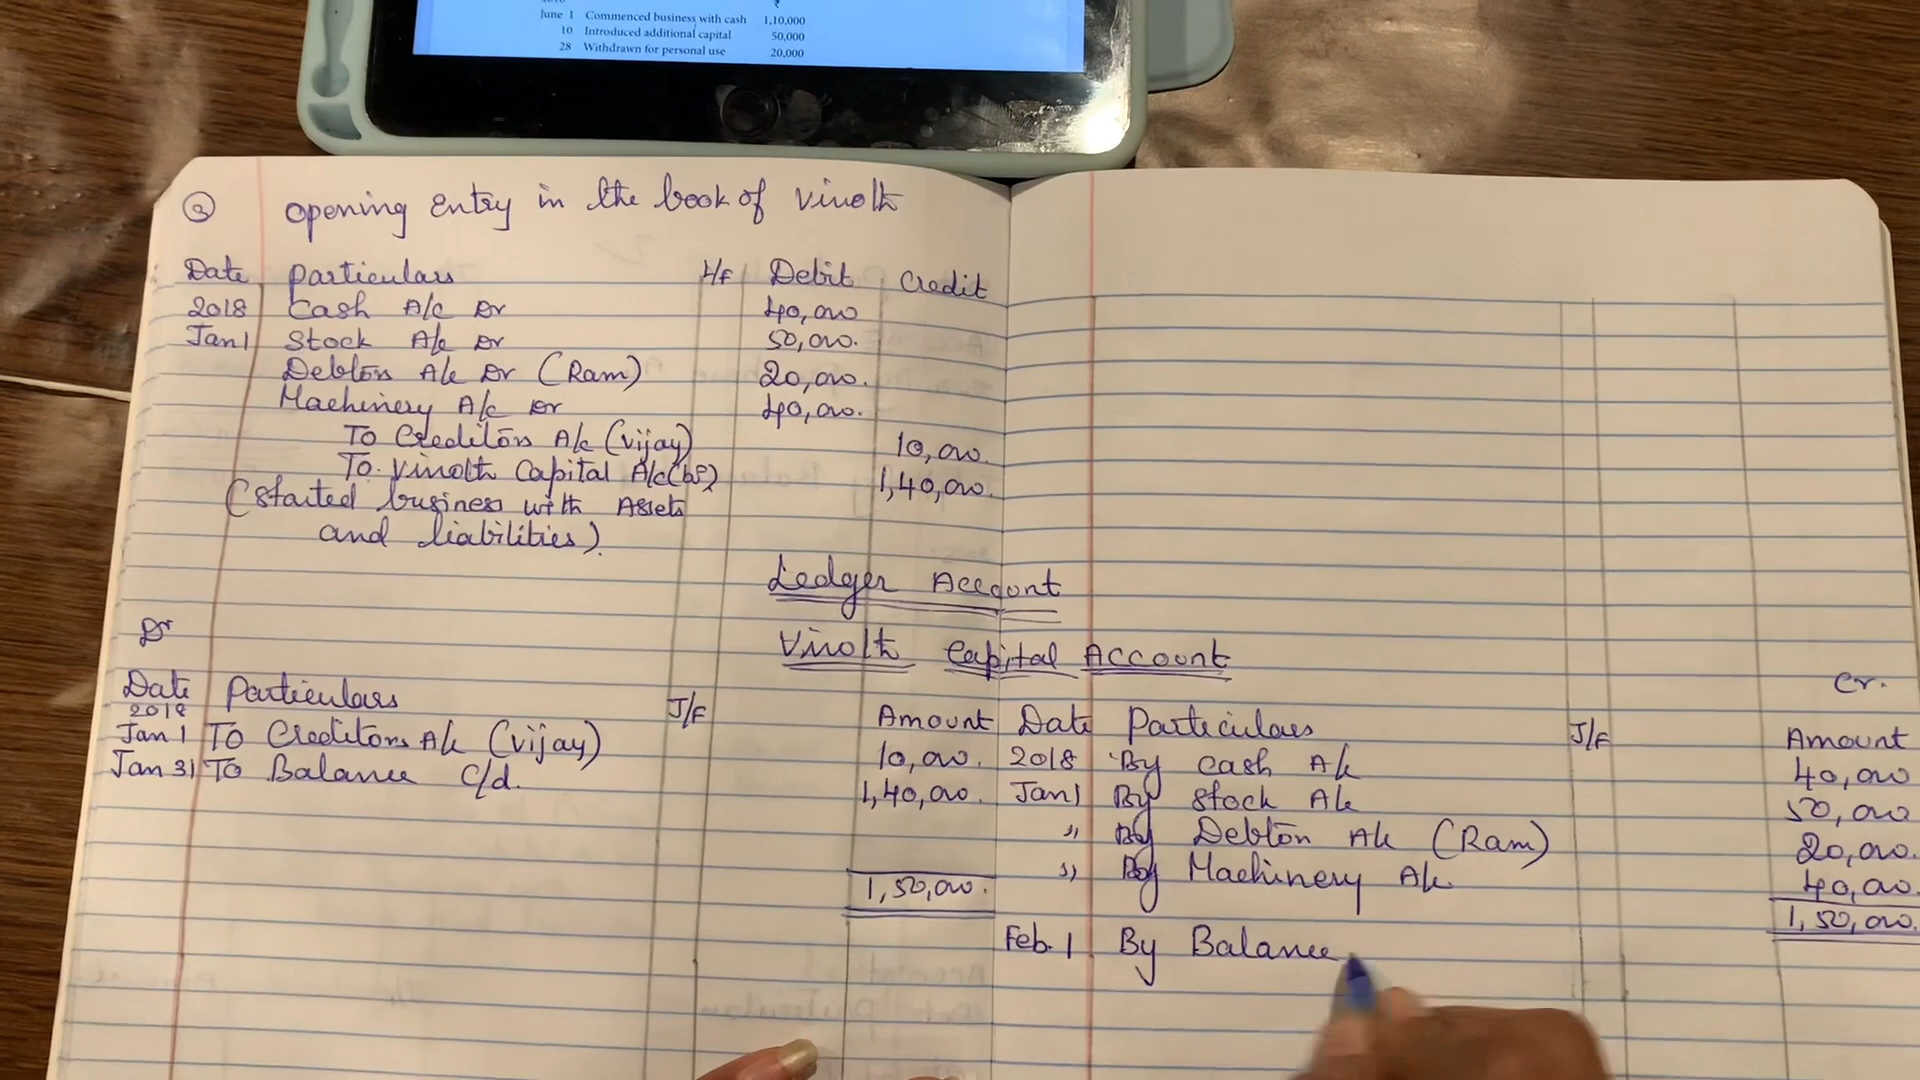 June 1 Commenced business with cash 1,10,000
10 Introduced additional capital 50,000
28 Withdrawn for personal use 20,000
3 Opening Entry in the book of Vinoth
Date Particulars L/F Debit Credit
2018 Cash A/c Dr 40,000
Jan 1 Stock A/c Dr 50,000.
Debtors A/c Dr (Ram) 20,000.
Machinery A/c Dr 40,000.
To Creditors A/c (Vijay) 10,000.
To Vinoth Capital A/c (bf) 1,40,000.
(Started business with Assets
and liabilities).
Ledger Account
Dr
Vinoth Capital Account
Cr.
Date Particulars J/F Amount Date Particulars J/F Amount
2018
Jan 1 To Creditors A/c (Vijay) 10,000. 2018 By Cash A/c 40,000
Jan 31 To Balance c/d. 1,40,000. Jan 1 By Stock A/c 50,000
" By Debtor A/c (Ram) 20,000.
" By Machinery A/c 40,000.
1,50,000. 1,50,000.
Feb. 1 By Balance